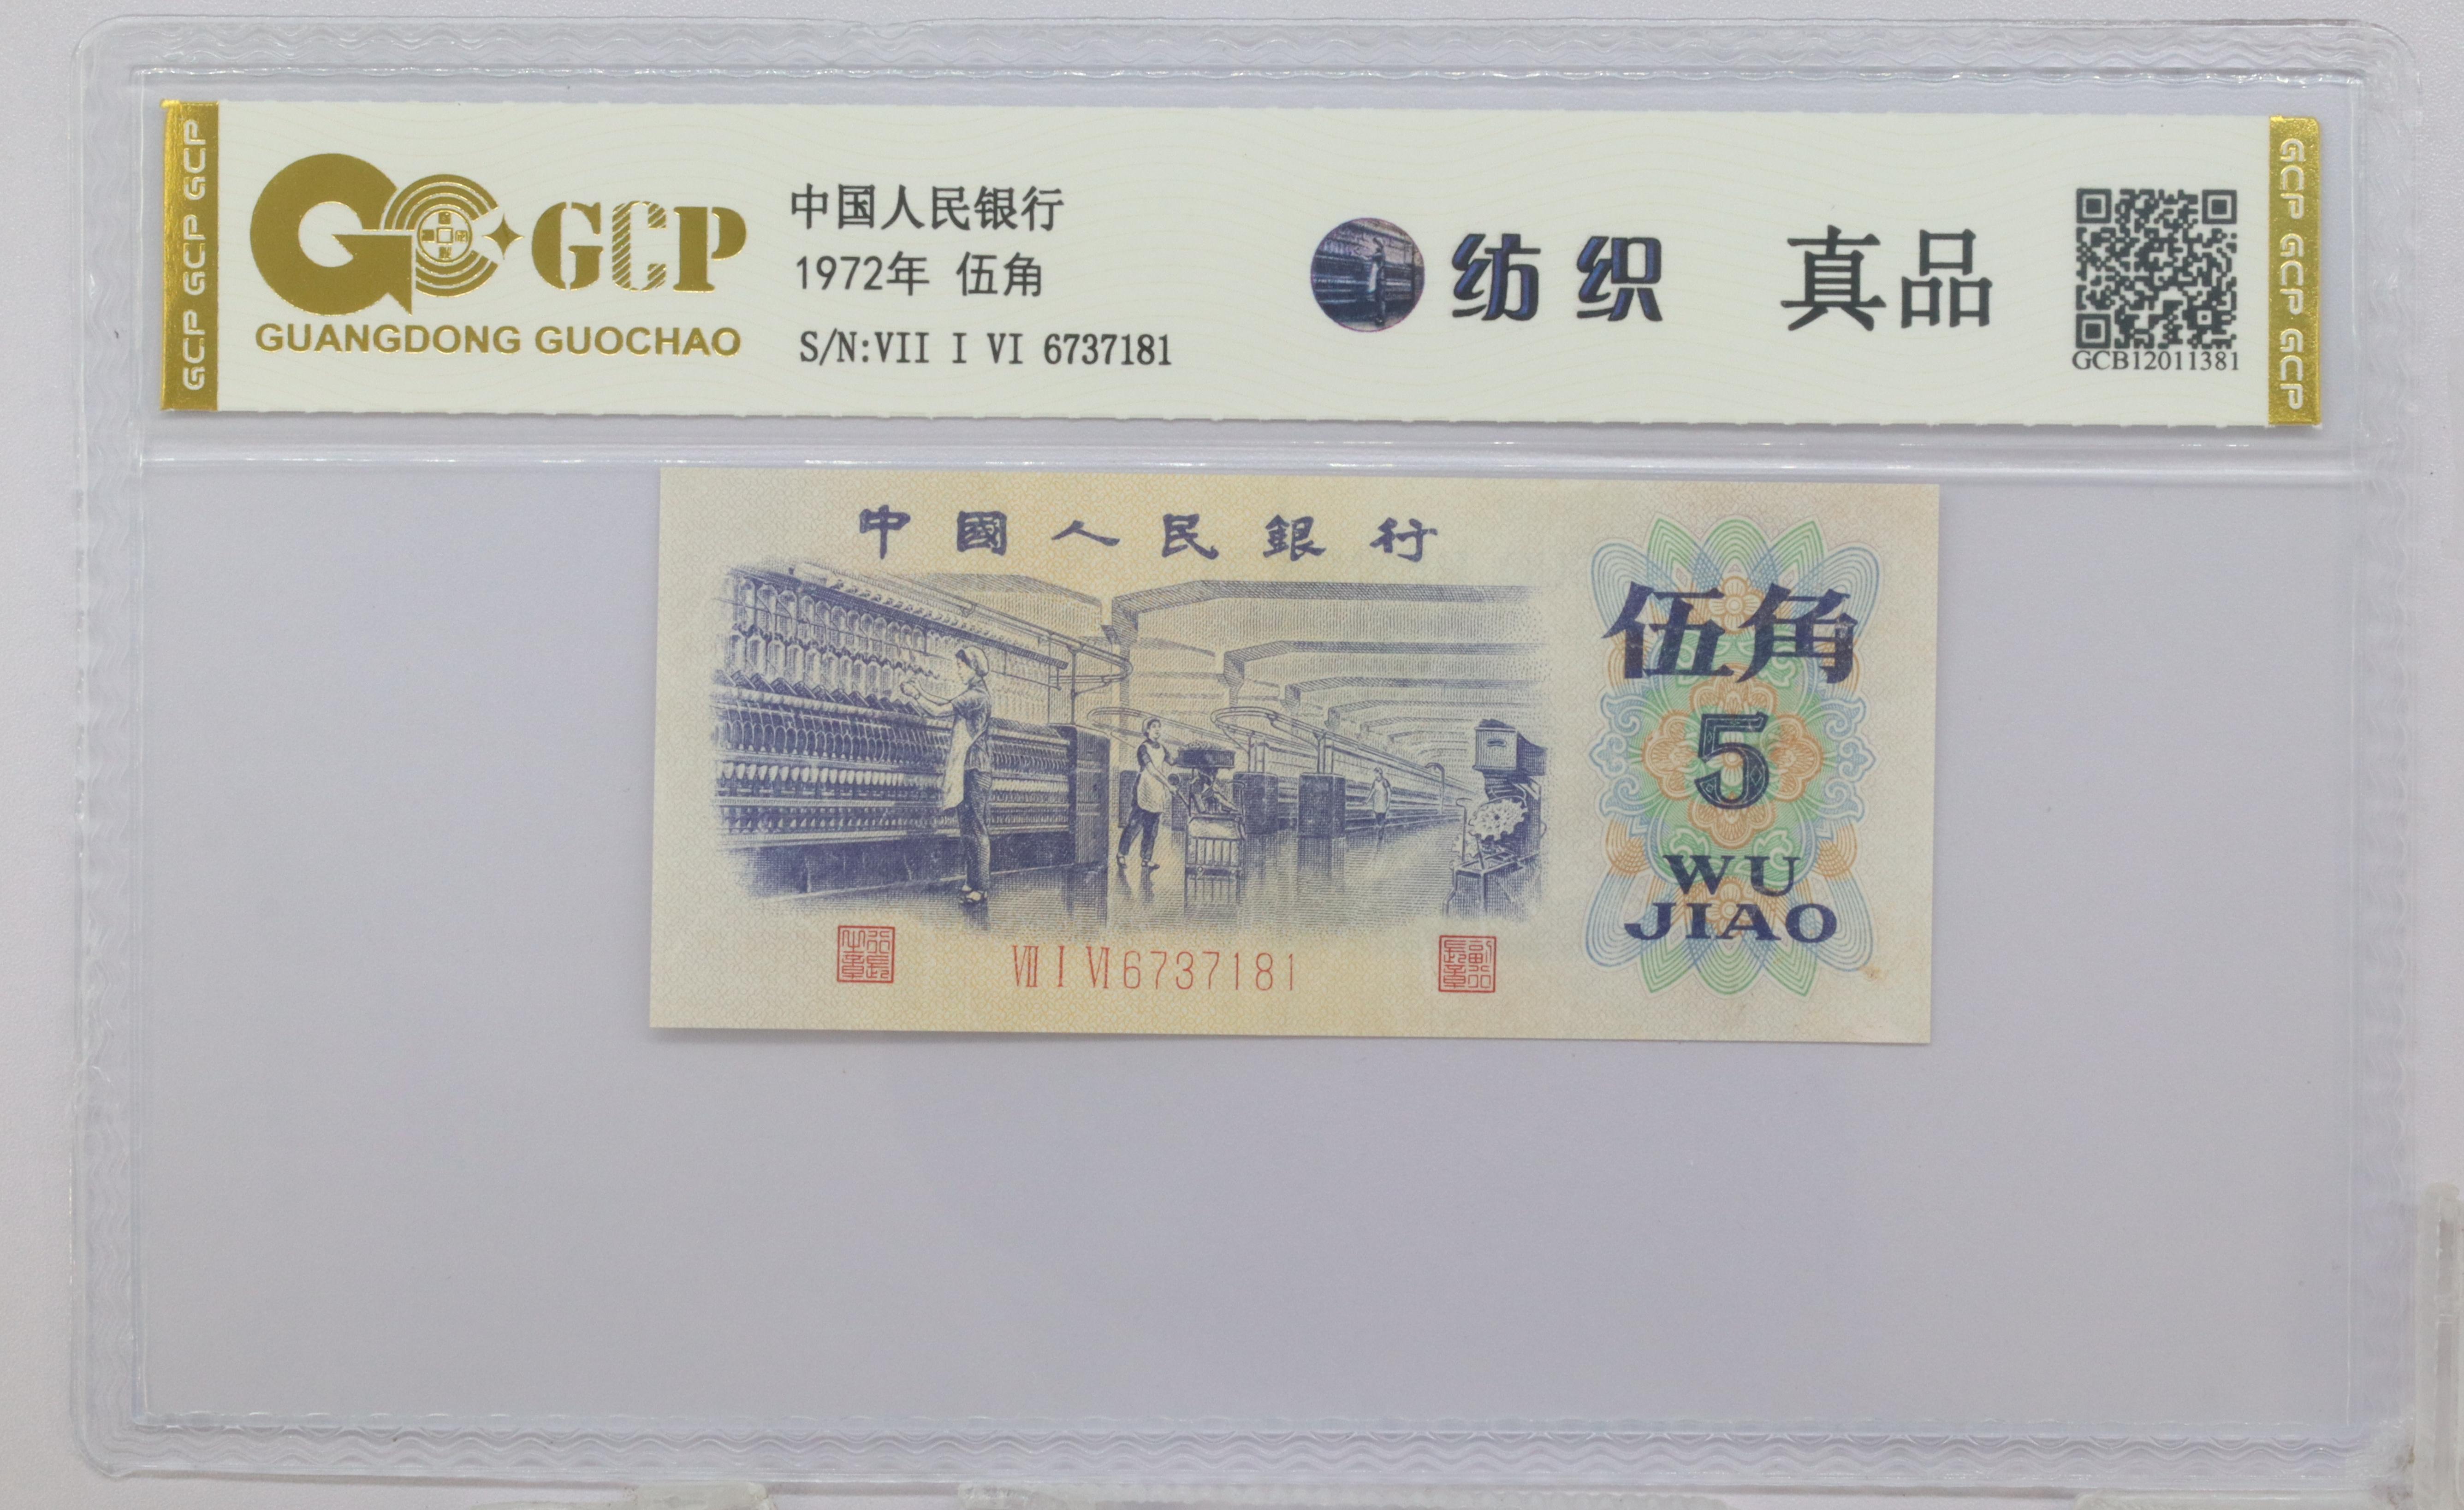 GCP GCP GCP
GCP
GUANGDONG GUOCHAO
中国人民银行
1972年 伍角
S/N:VII I VI 6737181
纺织
真品
GCB12011381
GCP GCP GCP
中國人民銀行
伍角
5
WU
JIAO
VII I VI 6737181